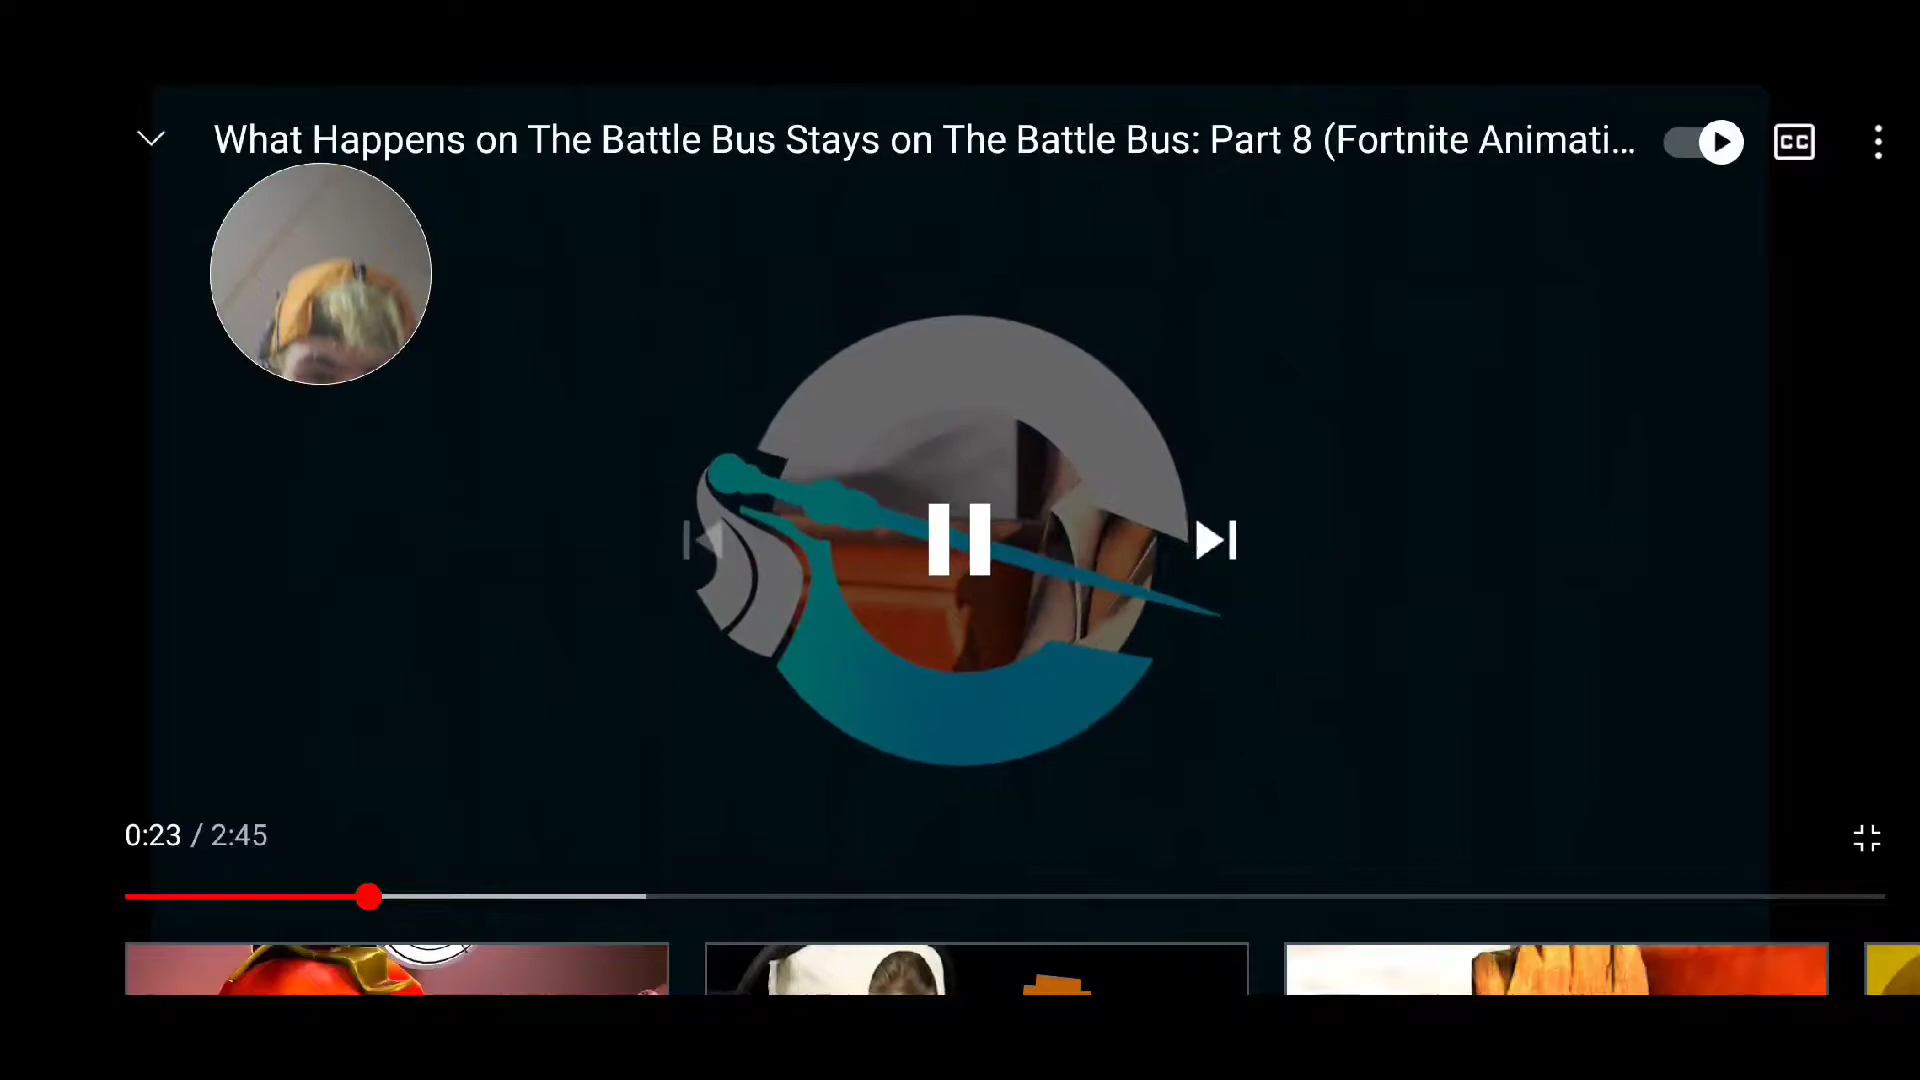 What Happens on The Battle Bus Stays on The Battle Bus: Part 8 (Fortnite Animati...
CC
0:23 / 2:45